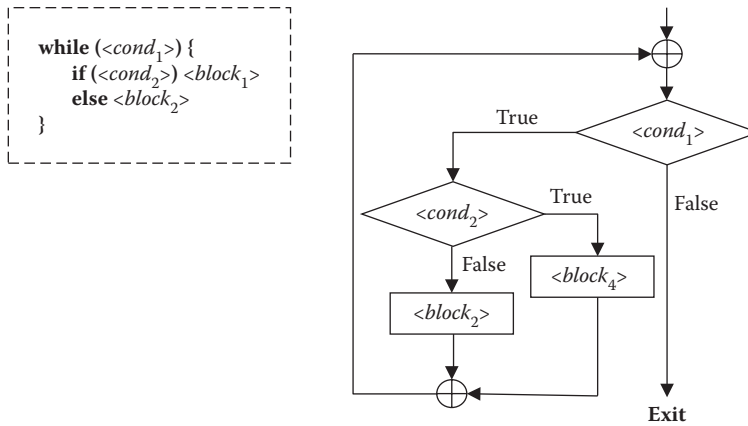 while (<cond1>) {
if (<cond2>) <block1>
else <block2>
}
True
<cond1>
True
<cond2>
False
False
<block4>
<block2>
Exit